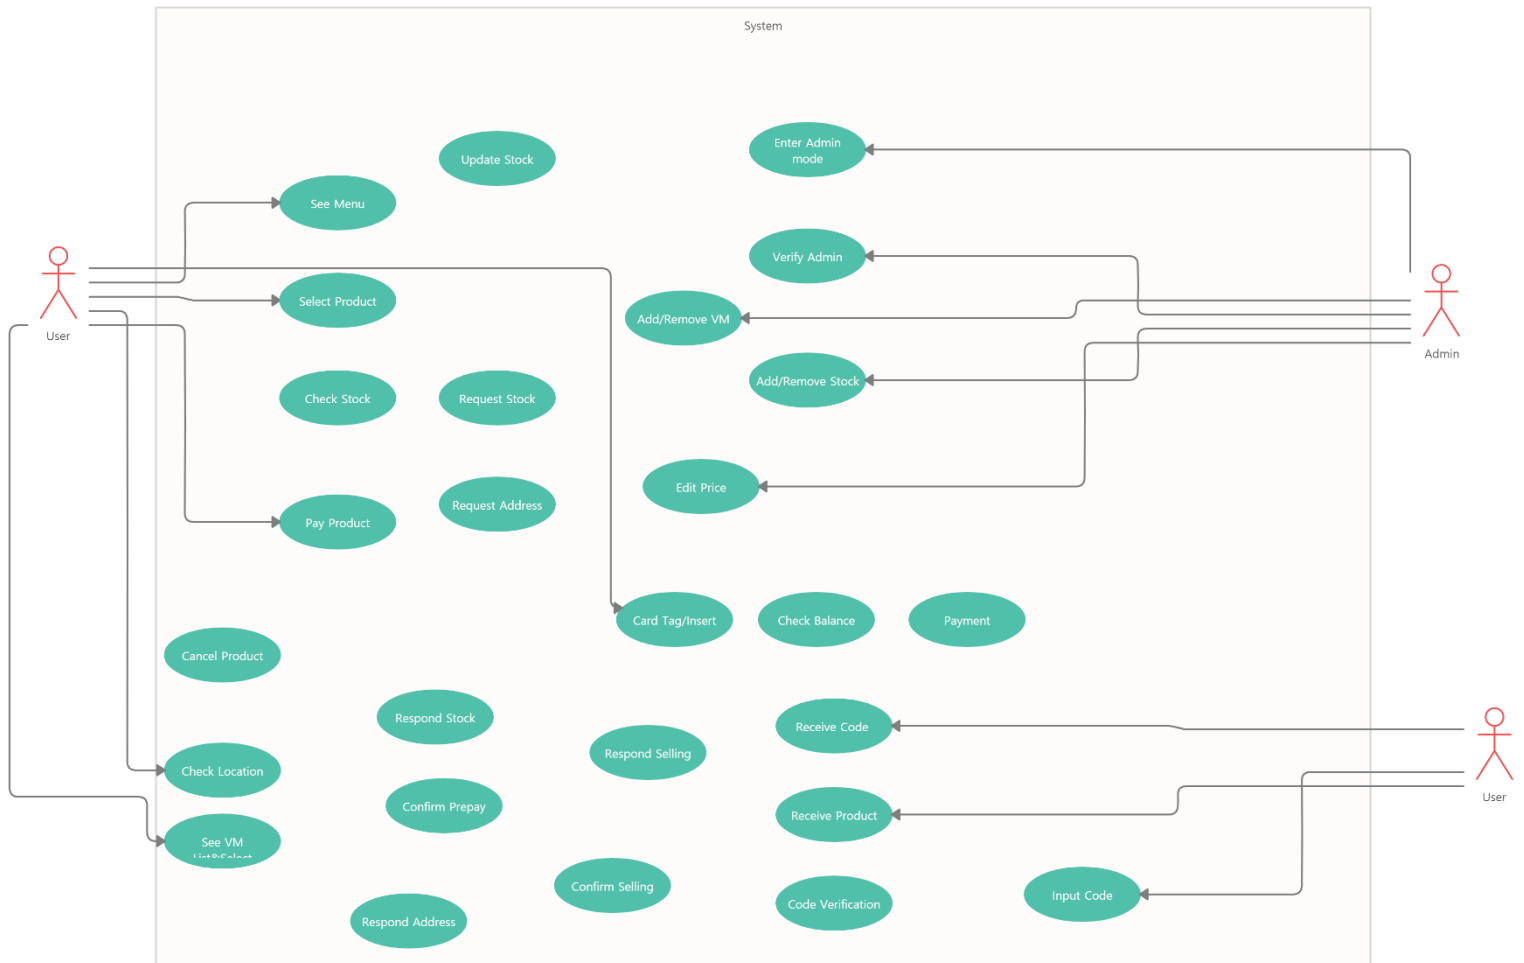 System
Enter Admin
mode
Update Stock
See Menu
Verify Admin
Select Product
Add/Remove VM
User
Admin
Add/Remove Stock
Check Stock
Request Stock
Edit Price
Request Address
Pay Product
Card Tag/Insert
Check Balance
Payment
Cancel Product
Respond Stock
Receive Code
Respond Selling
Check Location
User
Confirm Prepay
Receive Product
See VM
List&Select
Confirm Selling
Input Code
Code Verification
Respond Address